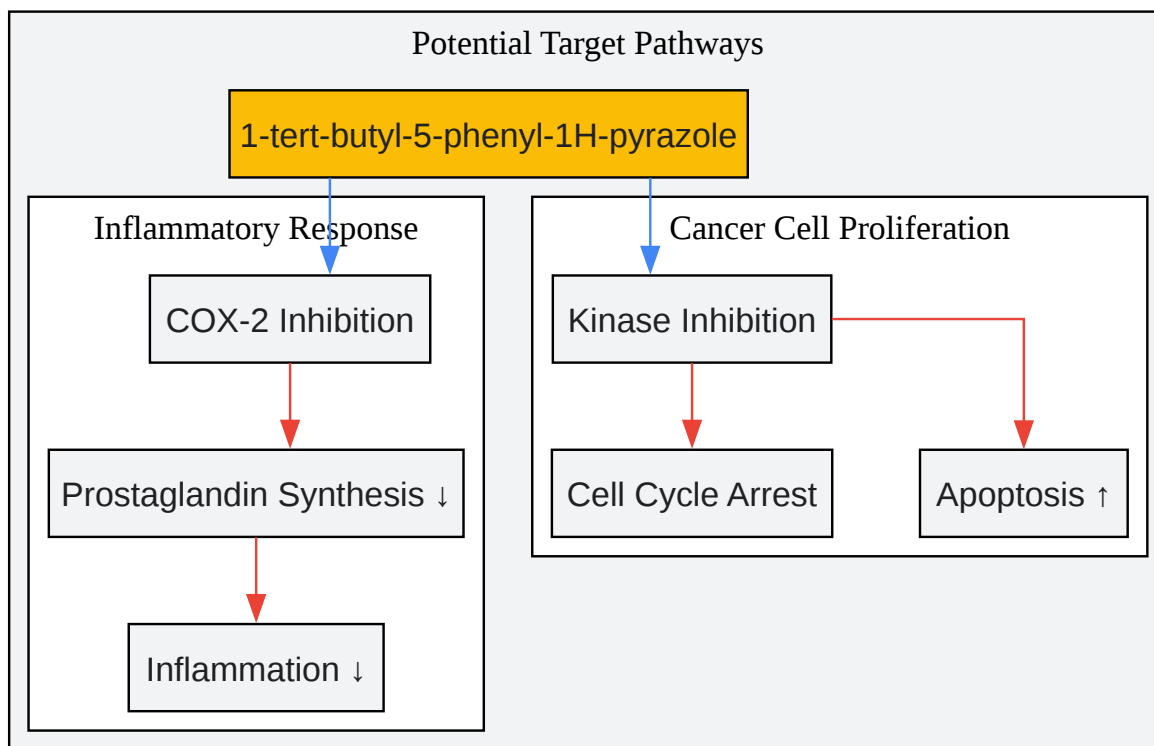 Potential Target Pathways
1-tert-butyl-5-phenyl-1H-pyrazole
Inflammatory Response
COX-2 Inhibition
Prostaglandin Synthesis ↓
Inflammation ↓
Cancer Cell Proliferation
Kinase Inhibition
Cell Cycle Arrest
Apoptosis ↑